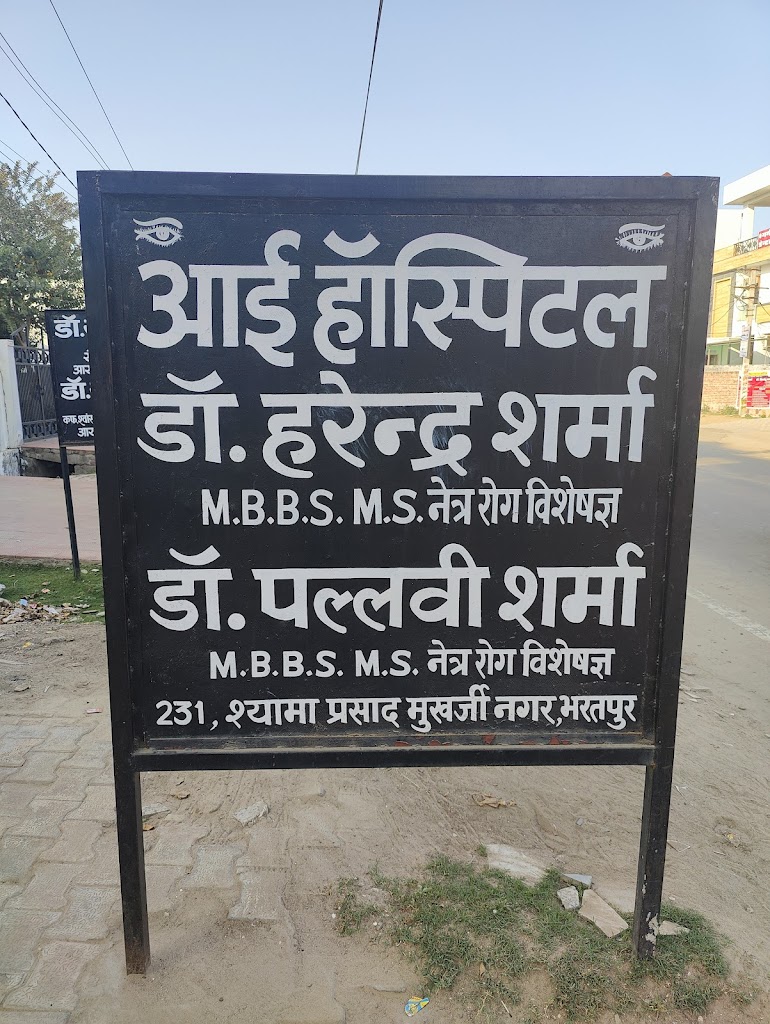 आई हॉस्पिटल
डॉ. हरेन्द्र शर्मा
M.B.B.S. M.S. नेत्र रोग विशेषज्ञ
डॉ. पल्लवी शर्मा
M.B.B.S. M.S. नेत्र रोग विशेषज्ञ
231, श्यामा प्रसाद मुखर्जी नगर,भरतपुर
डॉ.
डॉ.